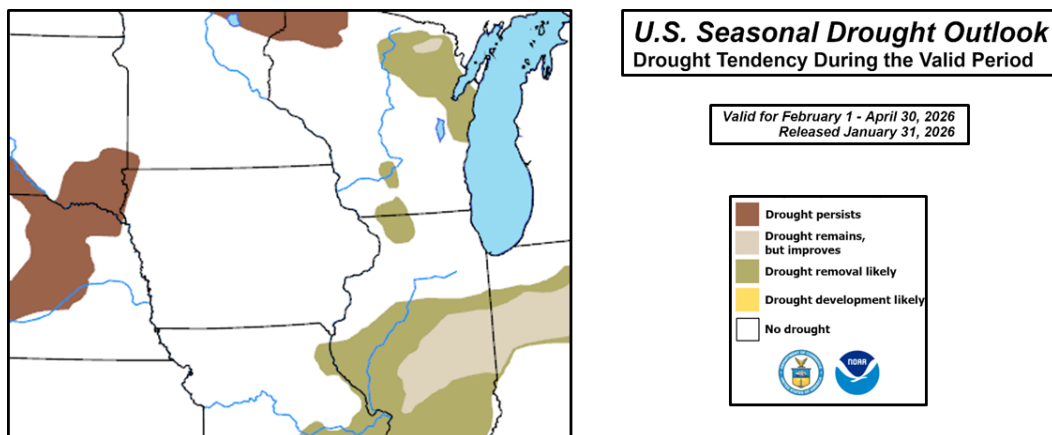 U.S. Seasonal Drought Outlook
Drought Tendency During the Valid Period
Valid for February 1 - April 30, 2026
Released January 31, 2026
Drought persists
Drought remains,
but improves
Drought removal likely
Drought development likely
No drought
NOAA